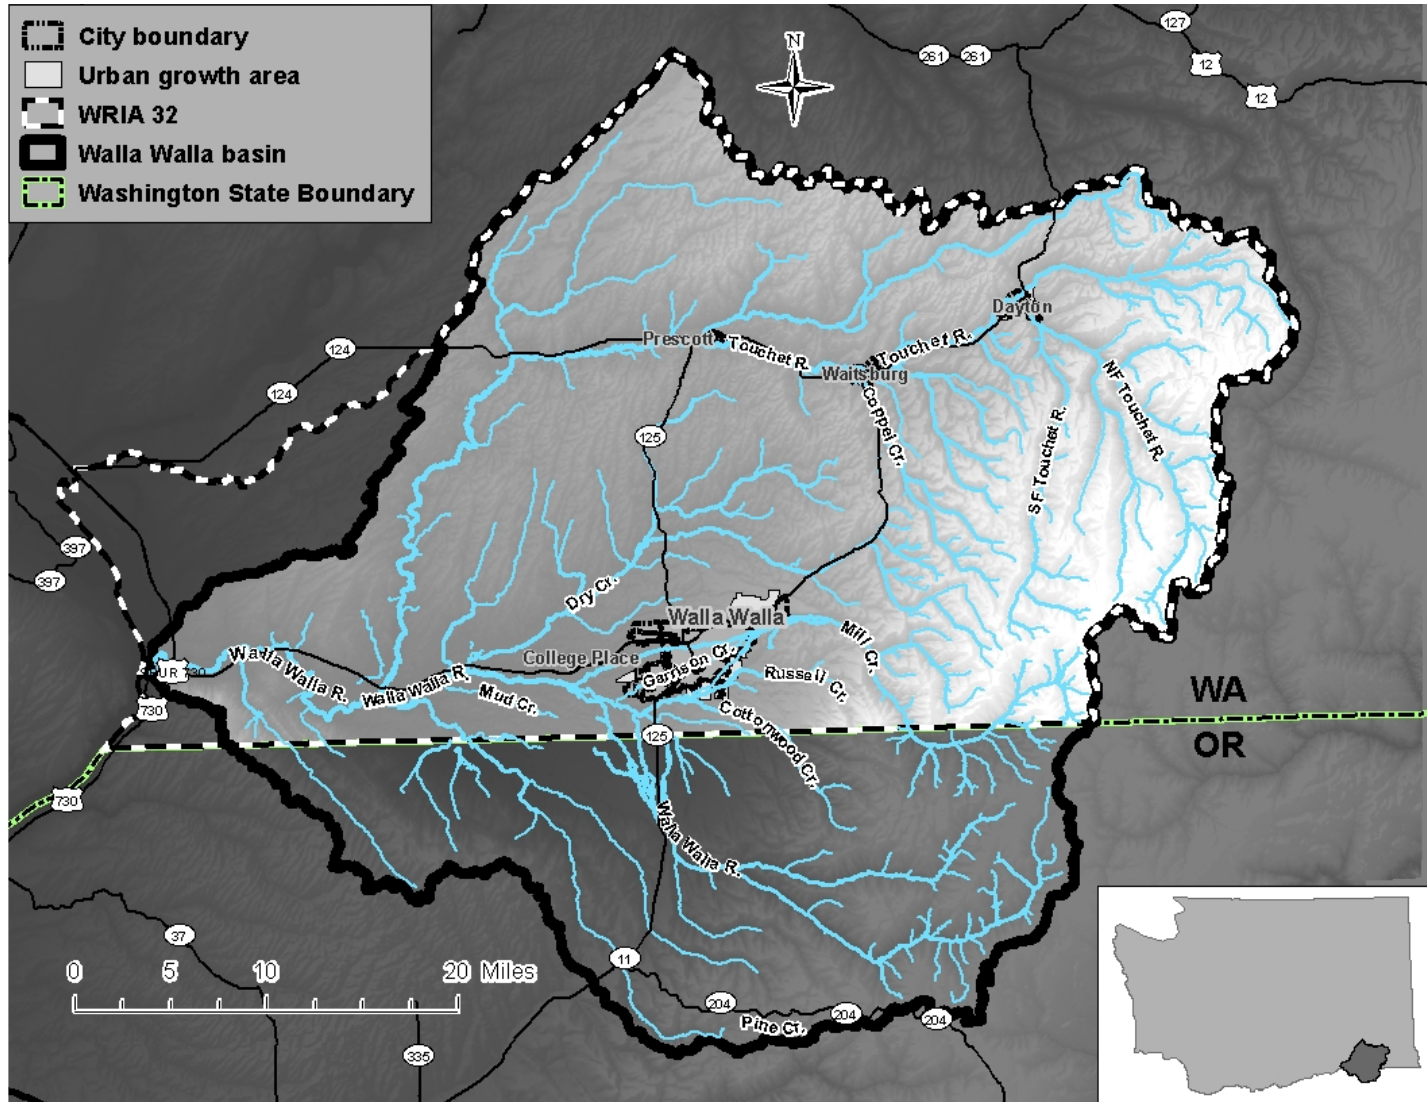 City boundary
Urban growth area
WRIA 32
Walla Walla basin
Washington State Boundary
N
127
261
261
12
12
Dayton
124
Prescott
Touchet R.
Touchet R.
Waitsburg
124
Coppei Cr.
NF Touchet R.
SF Touchet R.
125
397
397
Dry Cr.
Walla Walla
Mill Cr.
College Place
Garrison Cr.
Russell Cr.
Walla Walla R.
Walla Walla R.
Mud Cr.
Cottonwood Cr.
730
WA
125
OR
730
Walla Walla R.
37
11
0 5 10 20 Miles
204
204
204
Pine Cr.
335